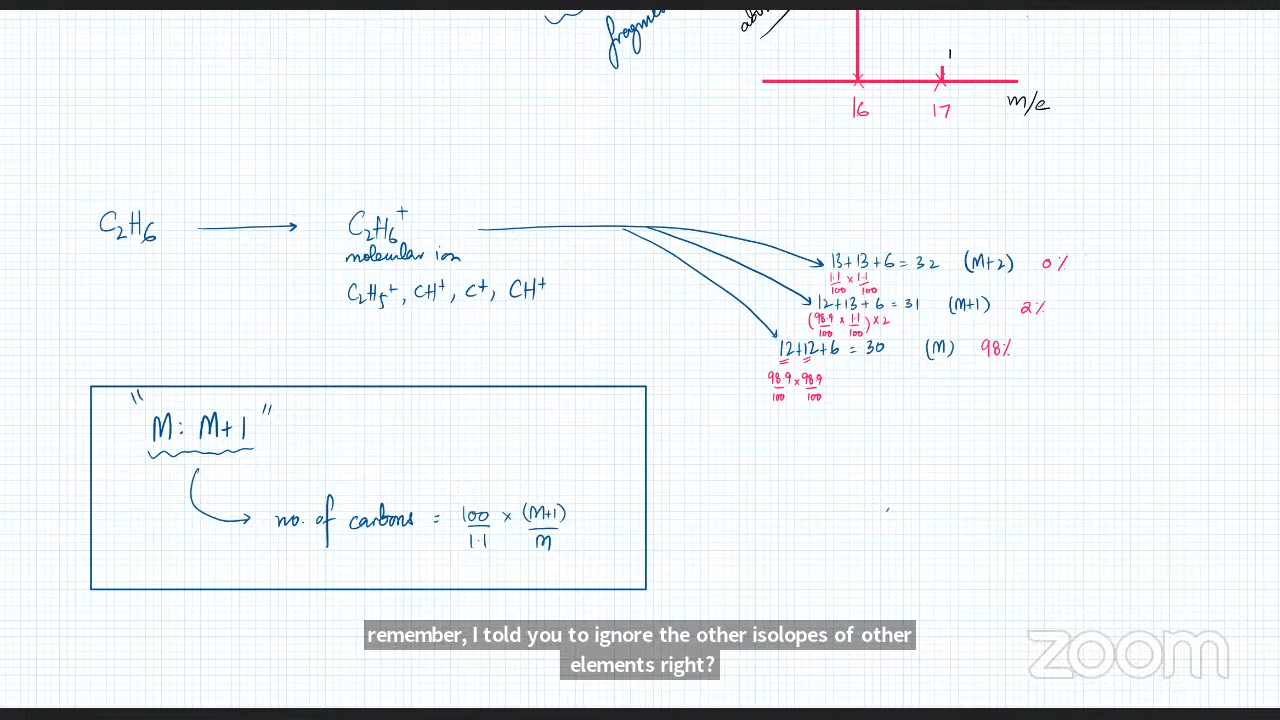 abu
fragme
1
16 17 m/e
C₂H₆ → C₂H₆⁺
molecular ion
C₂H₅⁺, CH⁺, C⁺, CH⁺
13+13+6=32 (M+2) 0%
1.1/100 × 1.1/100
12+13+6=31 (M+1) 2%
(98.9/100 × 1.1/100) × 2
12+12+6=30 (M) 98%
98.9/100 × 98.9/100
"M: M+1"
no. of carbons = 100/1.1 × (M+1)/M
remember, I told you to ignore the other isolopes of other
elements right?
zoom